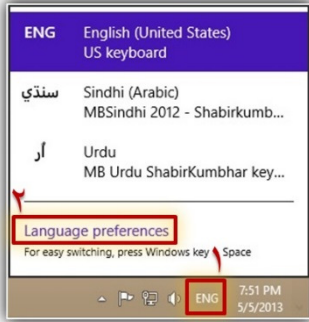 ENG English (United States)
US keyboard
سنڌي Sindhi (Arabic)
MBSindhi 2012 - Shabirkumb...
اُر Urdu
MB Urdu ShabirKumbhar key...
٢
Language preferences
For easy switching, press Windows key + Space
١
ENG 7:51 PM
5/5/2013